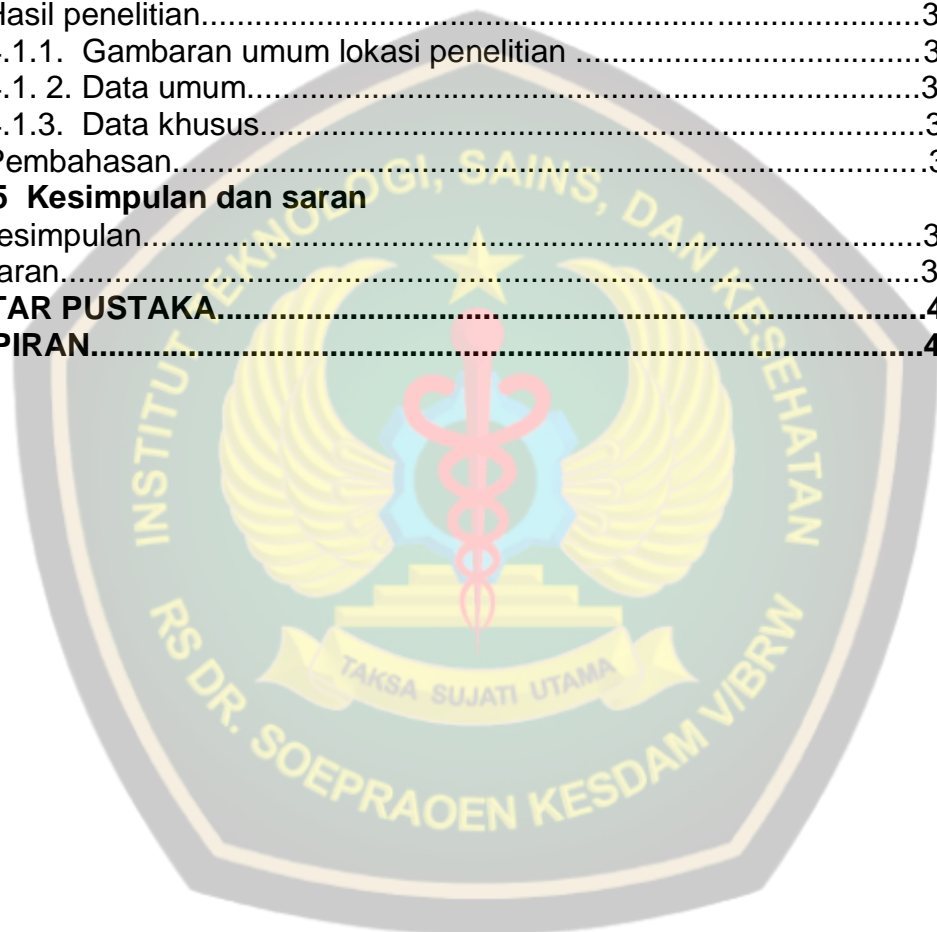 Hasil penelitian..........................................................................................3
4.1.1.  Gambaran umum lokasi penelitian ..........................................3
.1. 2. Data umum...................................................................................3
4.1.3.  Data khusus.................................................................................3
Pembahasan.............................................................................................3
5  Kesimpulan dan saran
esimpulan................................................................................................3
aran..........................................................................................................3
TAR PUSTAKA.........................................................................................4
PIRAN.......................................................................................................4
INSTITUT TEKNOLOGI, SAINS, DAN KESEHATAN
TAKSA SUJATI UTAMA
RS DR. SOEPRAOEN KESDAM V/BRW